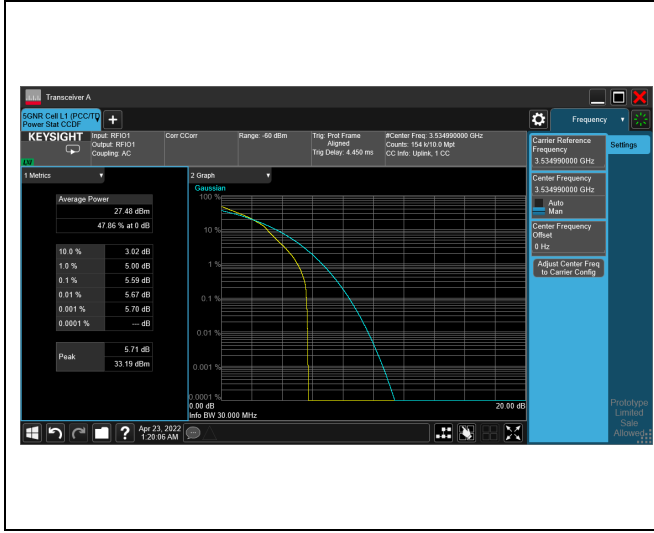 Transceiver A
5GNR Cell L1 (PCC/TD
Power Stat CCDF
Frequency
KEYSIGHT
LXI
Input: RFIO1
Output: RFIO1
Coupling: AC
Corr CCorr
Range: -60 dBm
Trig: Prot Frame
Aligned
Trig Delay: 4.450 ms
#Center Freq: 3.534990000 GHz
Counts: 154 k/10.0 Mpt
CC Info: Uplink, 1 CC
1 Metrics
Average Power
27.48 dBm
47.86 % at 0 dB
10.0 % 3.02 dB
1.0 % 5.00 dB
0.1 % 5.59 dB
0.01 % 5.67 dB
0.001 % 5.70 dB
0.0001 % --- dB
Peak
5.71 dB
33.19 dBm
2 Graph
Gaussian
100 %
10 %
1 %
0.1 %
0.01 %
0.001 %
0.0001 %
0.00 dB
20.00 dB
Info BW 30.000 MHz
Carrier Reference
Frequency
3.534990000 GHz
Center Frequency
3.534990000 GHz
Auto
Man
Center Frequency
Offset
0 Hz
Adjust Center Freq
to Carrier Config
Settings
Prototype
Limited
Sale
Allowed
Apr 23, 2022
1:20:06 AM